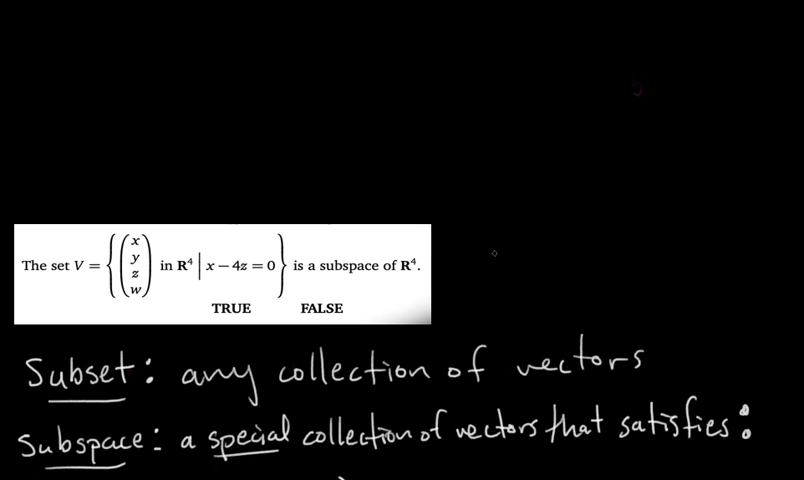 The set V = { (x y z w) in R⁴ | x − 4z = 0 } is a subspace of R⁴.
TRUE FALSE
Subset: any collection of vectors
Subspace: a special collection of vectors that satisfies: